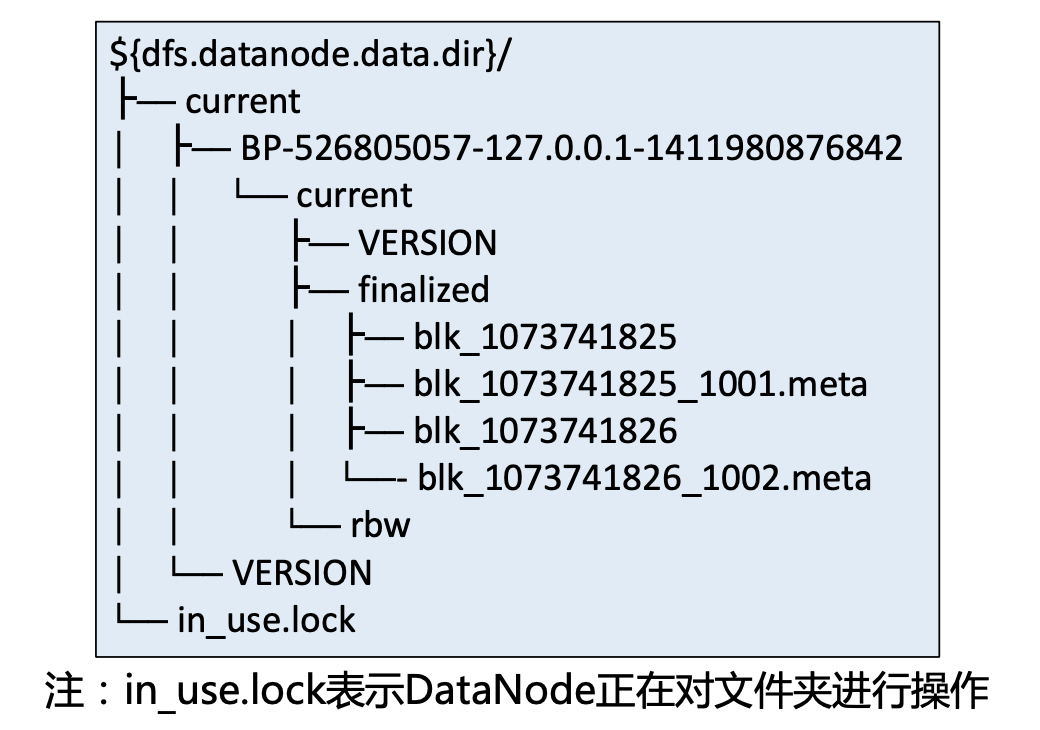 ${dfs.datanode.data.dir}/
├── current
│ ├── BP-526805057-127.0.0.1-1411980876842
│ │ └── current
│ │ ├── VERSION
│ │ ├── finalized
│ │ │ ├── blk_1073741825
│ │ │ ├── blk_1073741825_1001.meta
│ │ │ ├── blk_1073741826
│ │ │ └──- blk_1073741826_1002.meta
│ │ └── rbw
│ └── VERSION
└── in_use.lock
注：in_use.lock表示DataNode正在对文件夹进行操作